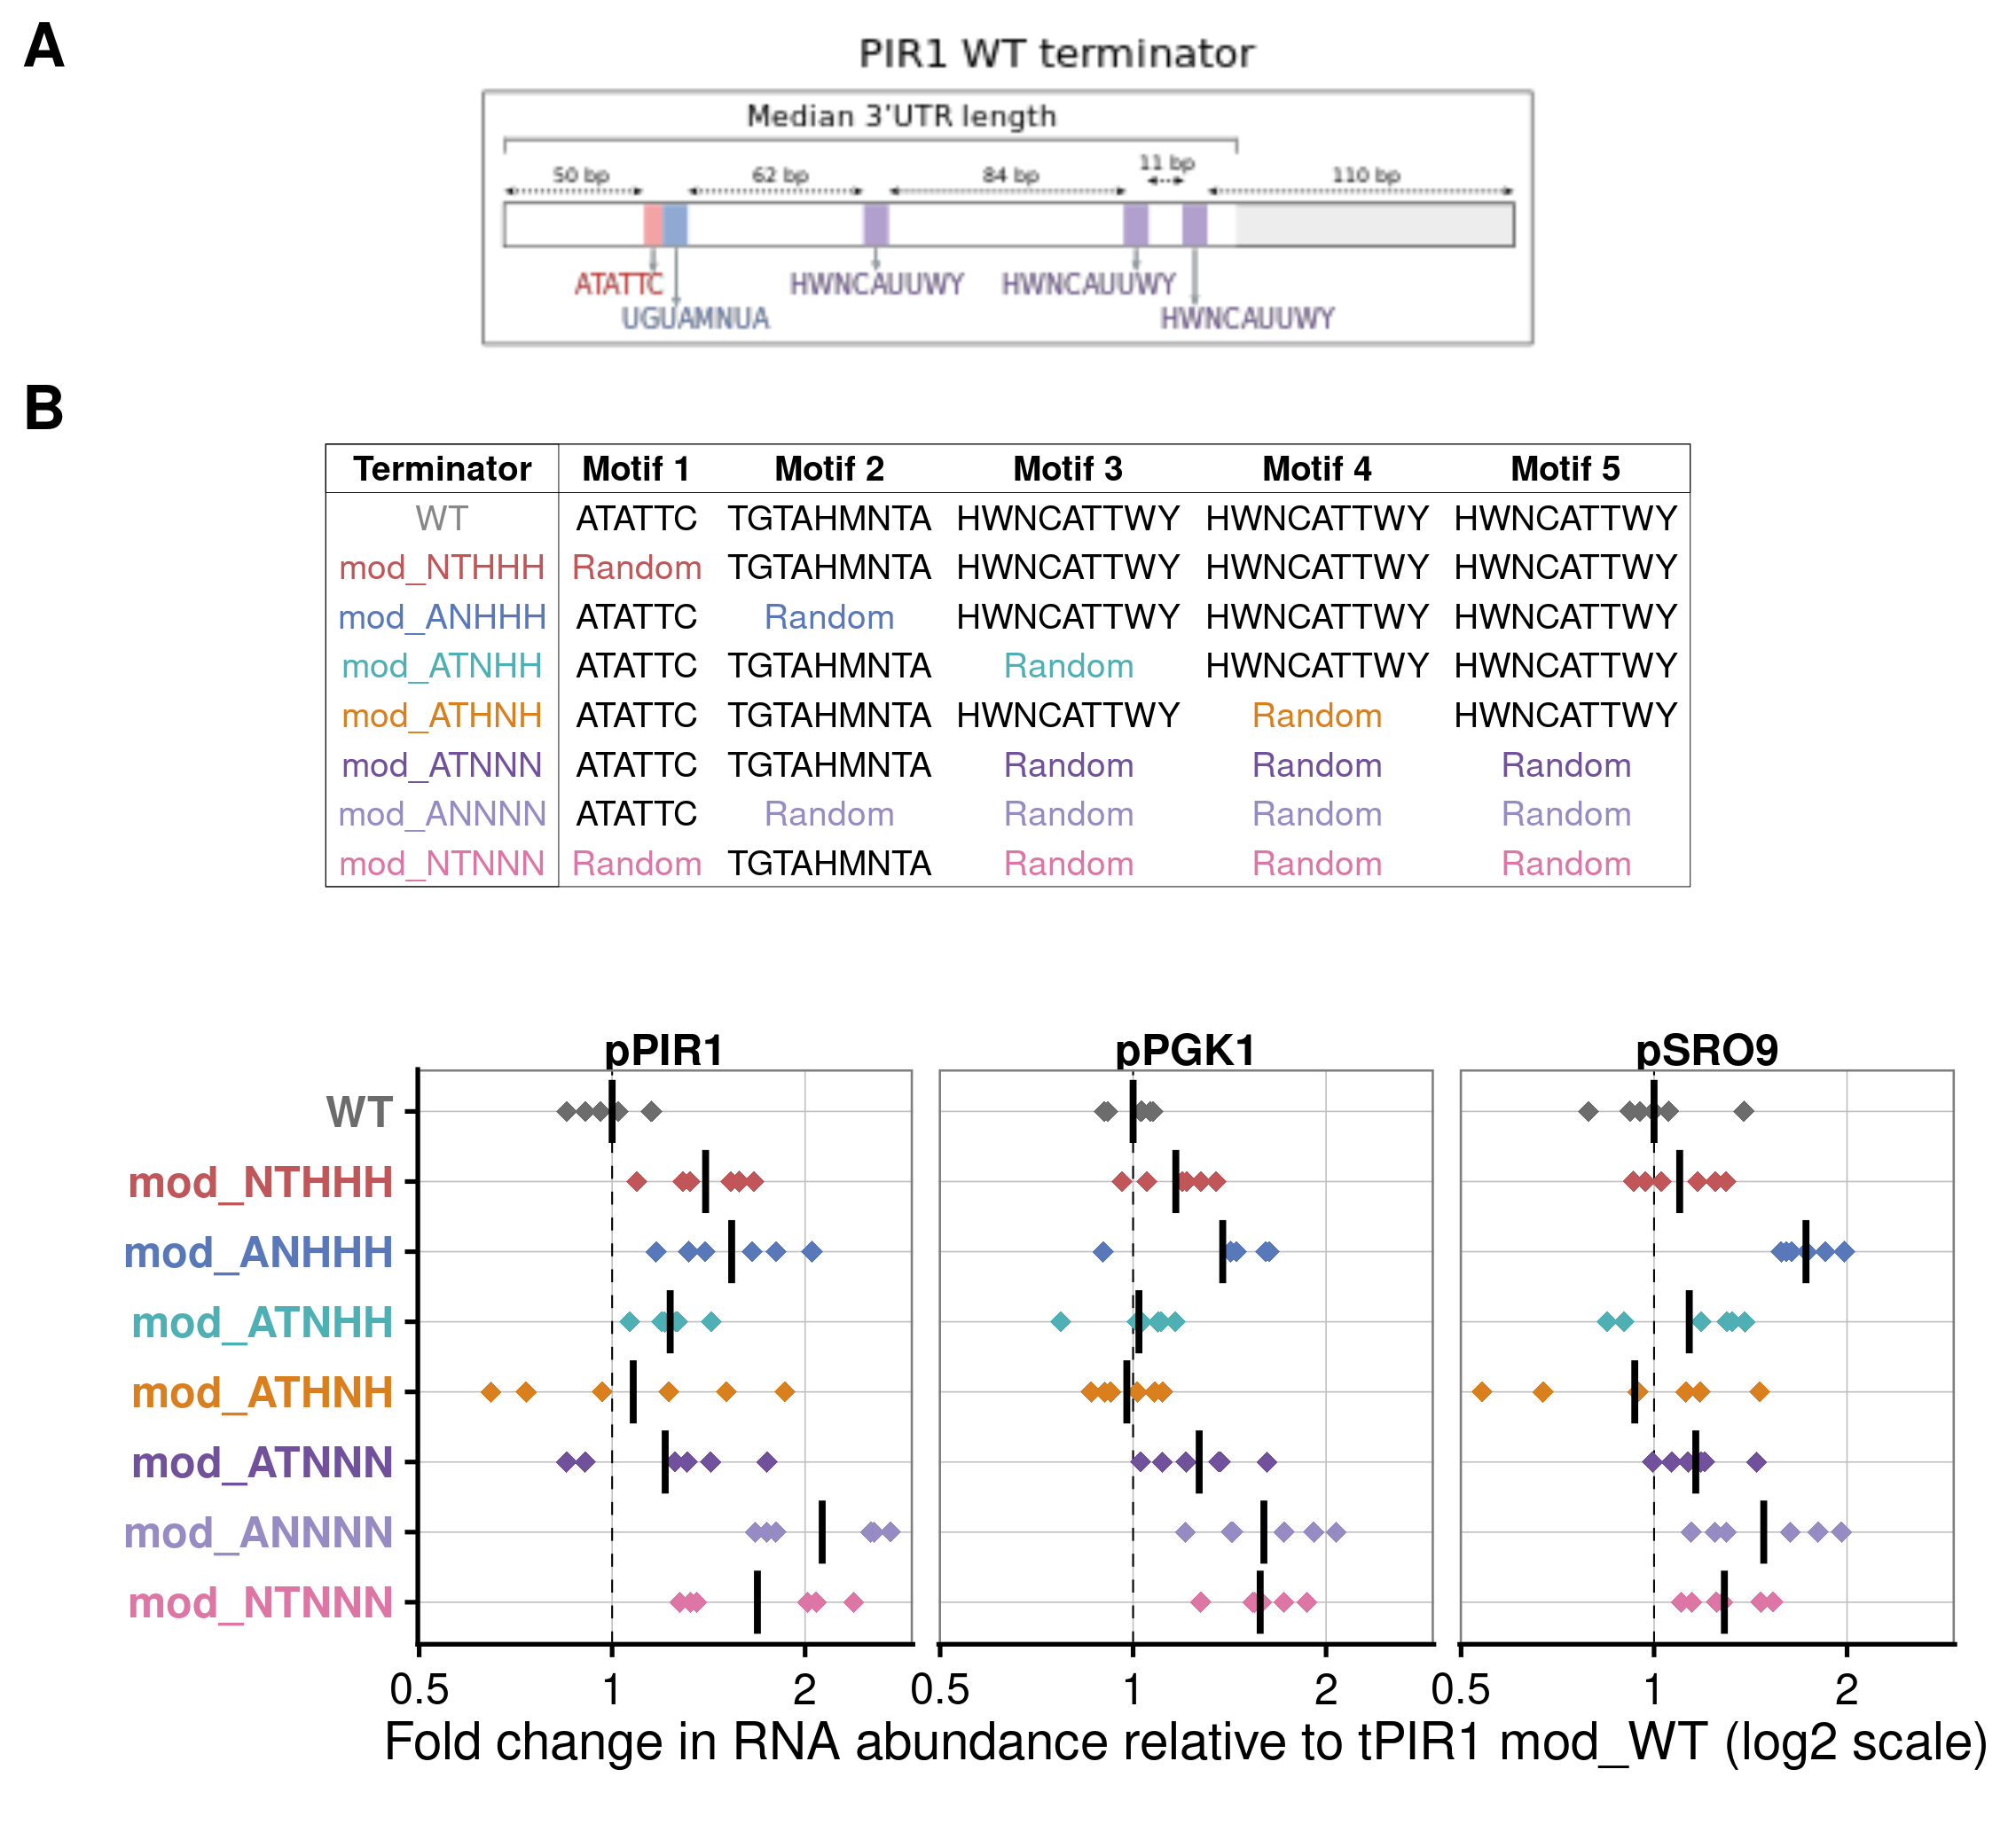 A
PIR1 WT terminator
Median 3'UTR length
50 bp 62 bp 84 bp 11 bp 110 bp
ATATTC HWNCAUUWY HWNCAUUWY
UGUAMNUA HWNCAUUWY
B
Terminator Motif 1 Motif 2 Motif 3 Motif 4 Motif 5
WT ATATTC TGTAHMNTA HWNCATTWY HWNCATTWY HWNCATTWY
mod_NTHHH Random TGTAHMNTA HWNCATTWY HWNCATTWY HWNCATTWY
mod_ANHHH ATATTC Random HWNCATTWY HWNCATTWY HWNCATTWY
mod_ATNHH ATATTC TGTAHMNTA Random HWNCATTWY HWNCATTWY
mod_ATHNH ATATTC TGTAHMNTA HWNCATTWY Random HWNCATTWY
mod_ATNNN ATATTC TGTAHMNTA Random Random Random
mod_ANNNN ATATTC Random Random Random Random
mod_NTNNN Random TGTAHMNTA Random Random Random
pPIR1 pPGK1 pSRO9
WT
mod_NTHHH
mod_ANHHH
mod_ATNHH
mod_ATHNH
mod_ATNNN
mod_ANNNN
mod_NTNNN
0.5 1 2 0.5 1 2 0.5 1 2
Fold change in RNA abundance relative to tPIR1 mod_WT (log2 scale)